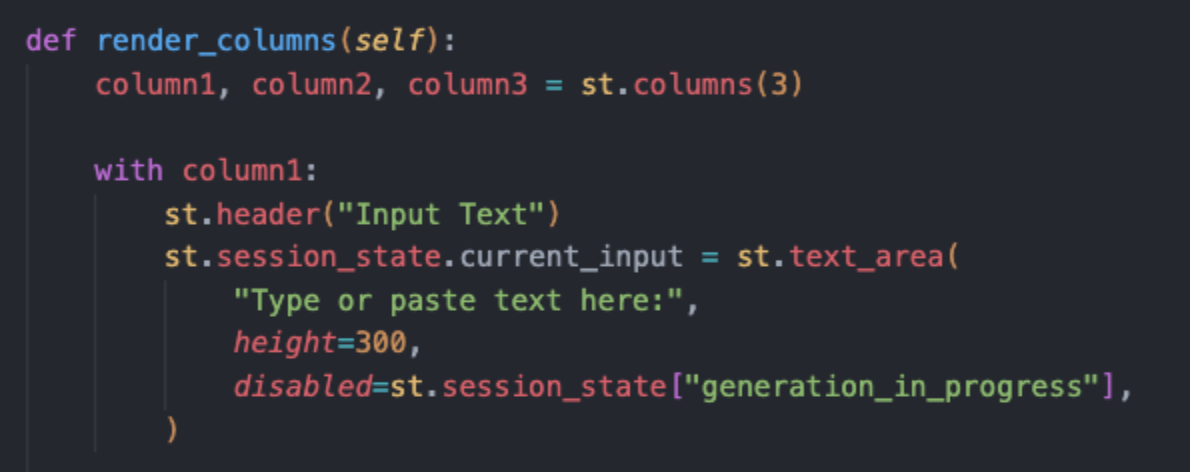 def render_columns(self):
    column1, column2, column3 = st.columns(3)

    with column1:
        st.header("Input Text")
        st.session_state.current_input = st.text_area(
            "Type or paste text here:",
            height=300,
            disabled=st.session_state["generation_in_progress"],
        )